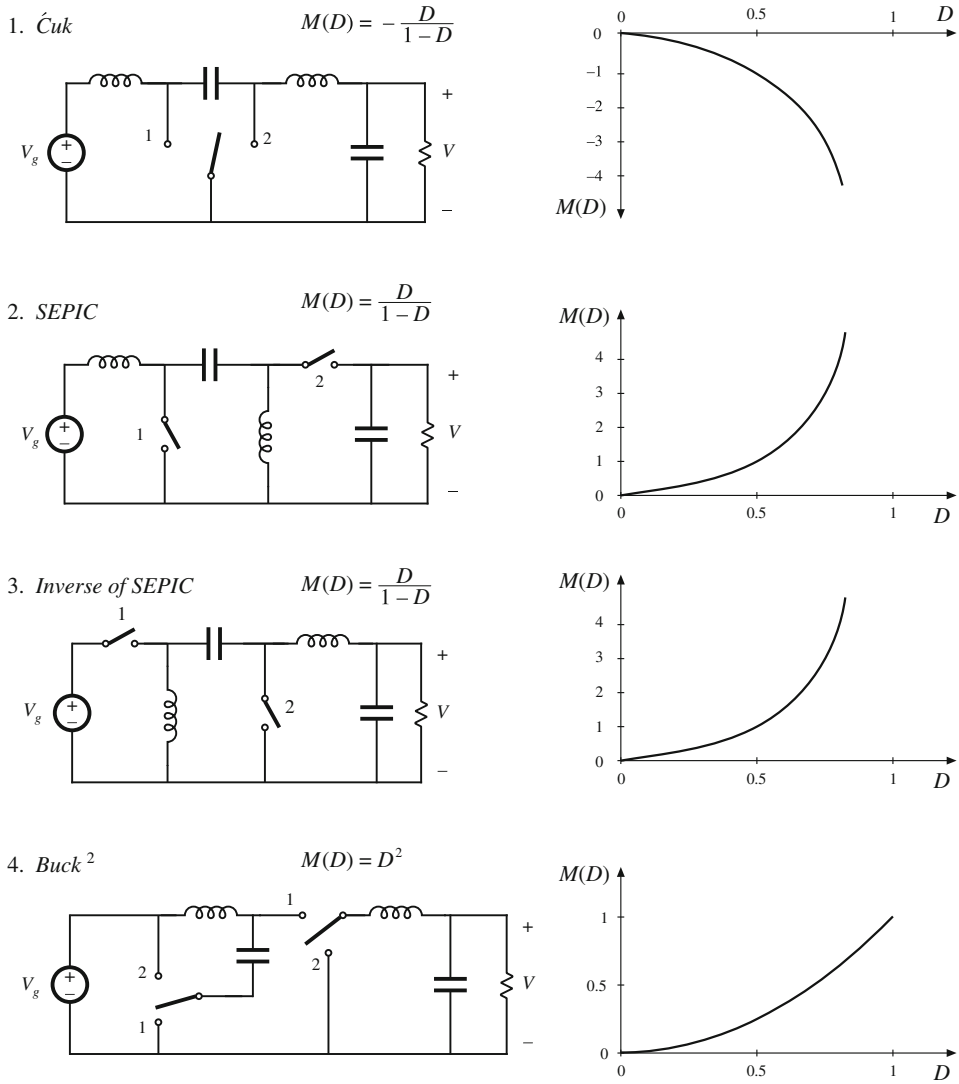 1. Ćuk
M(D) = − D / (1 − D)
V_g
+
−
1
2
+
V
−
0 0.5 1 D
0
−1
−2
−3
−4
M(D)
2. SEPIC
M(D) = D / (1 − D)
V_g
+
−
1
2
+
V
−
M(D)
4
3
2
1
0
0 0.5 1 D
3. Inverse of SEPIC
M(D) = D / (1 − D)
1
V_g
+
−
2
+
V
−
M(D)
4
3
2
1
0
0 0.5 1 D
4. Buck ²
M(D) = D²
V_g
+
−
2
1
1
2
+
V
−
M(D)
1
0.5
0
0 0.5 1 D